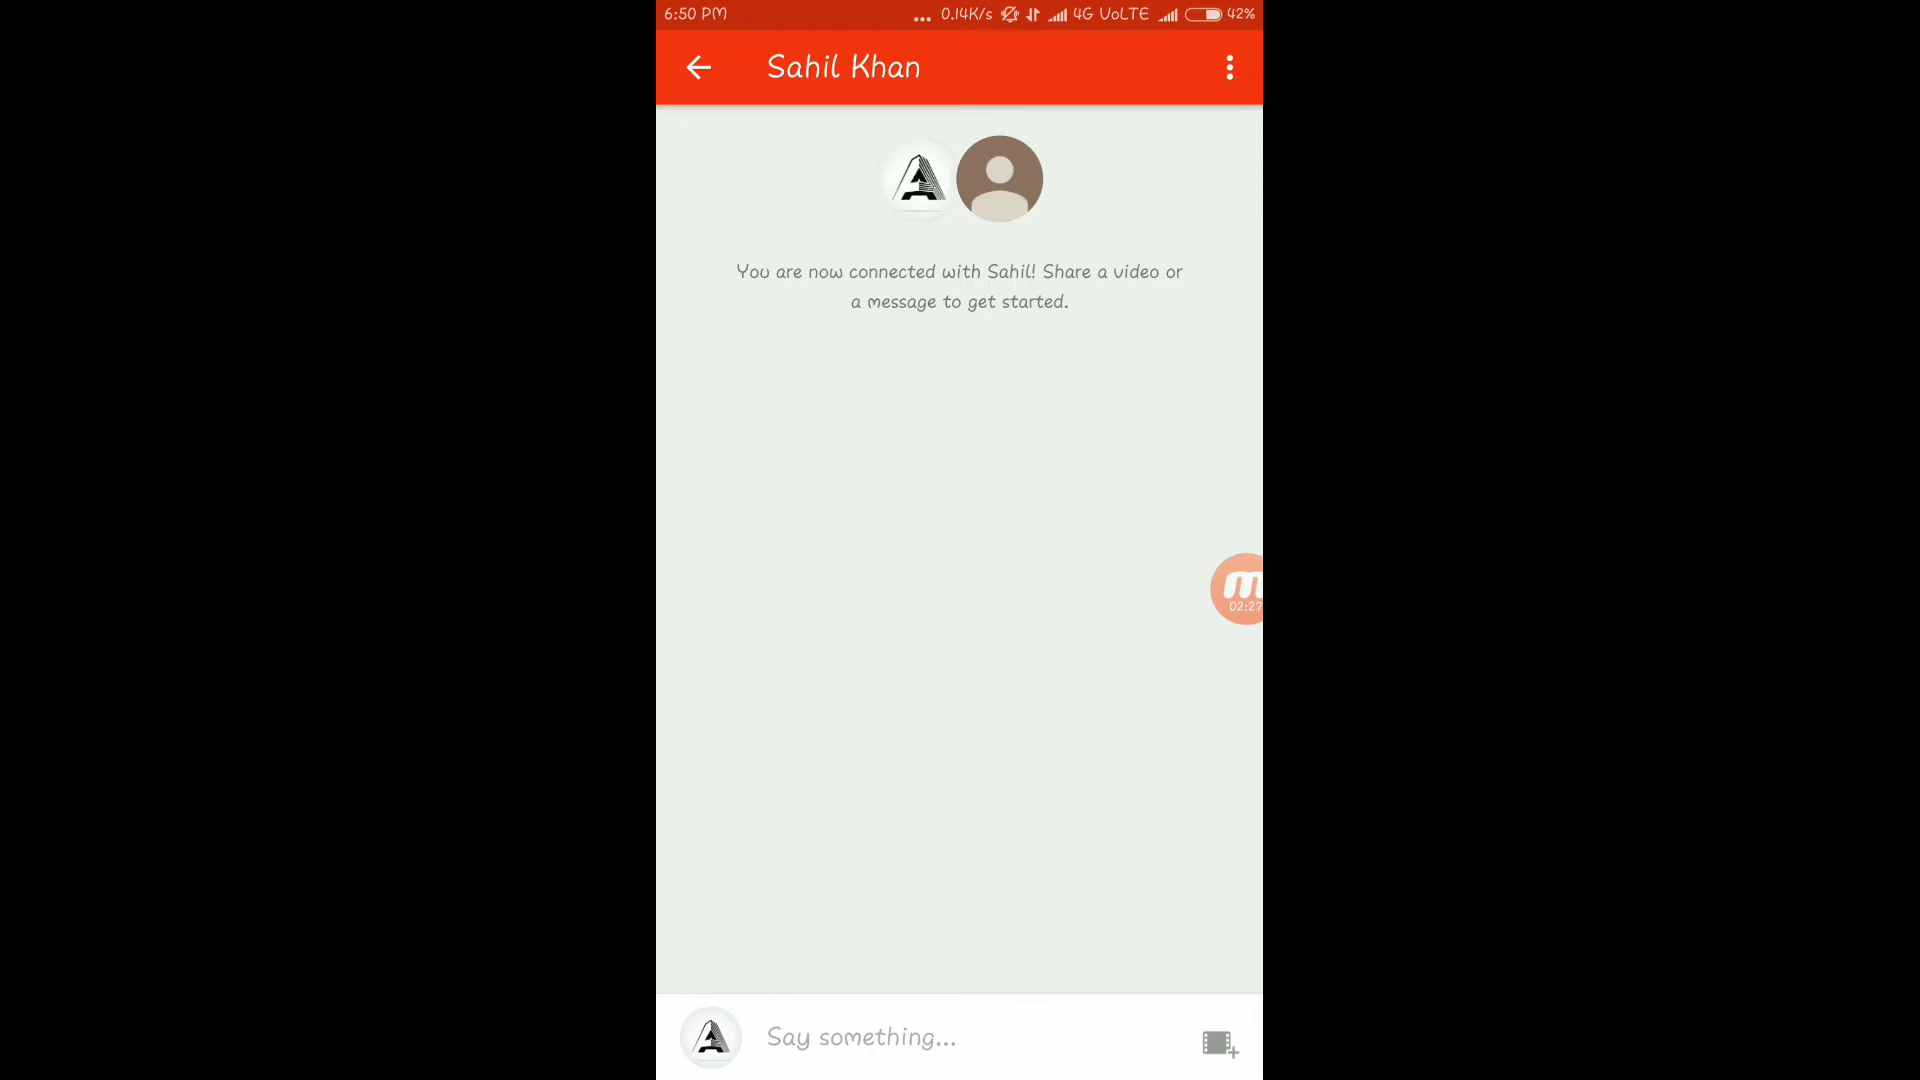 6:50 PM ... 0.14K/s 4G VoLTE 42%
Sahil Khan
A
You are now connected with Sahil! Share a video or
a message to get started.
m
02:27
A
Say something...